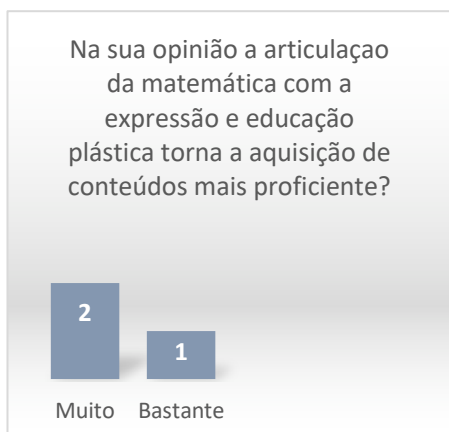 Na sua opinião a articulaçao
da matemática com a
expressão e educação
plástica torna a aquisição de
conteúdos mais proficiente?
2
1
Muito Bastante